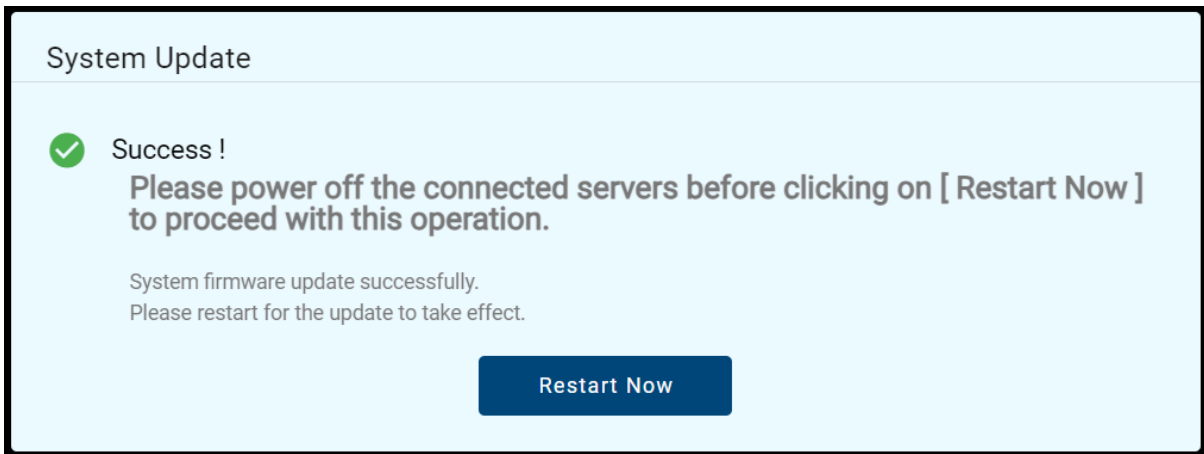 System Update
Success !
Please power off the connected servers before clicking on [ Restart Now ]
to proceed with this operation.
System firmware update successfully.
Please restart for the update to take effect.
Restart Now